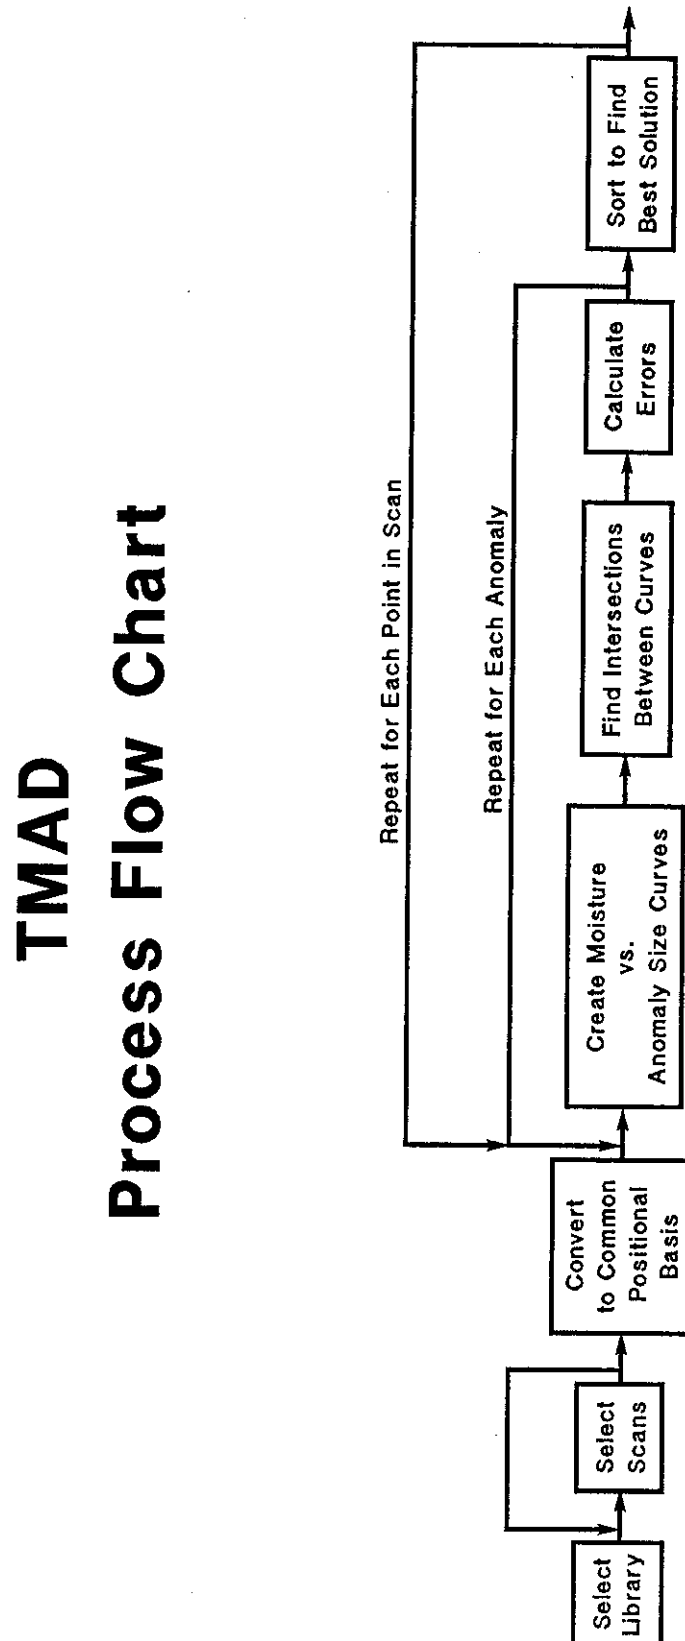 TMAD
Process Flow Chart
Repeat for Each Point in Scan
Repeat for Each Anomaly
Select
Library
Select
Scans
Convert
to Common
Positional
Basis
Create Moisture
vs.
Anomaly Size Curves
Find Intersections
Between Curves
Calculate
Errors
Sort to Find
Best Solution